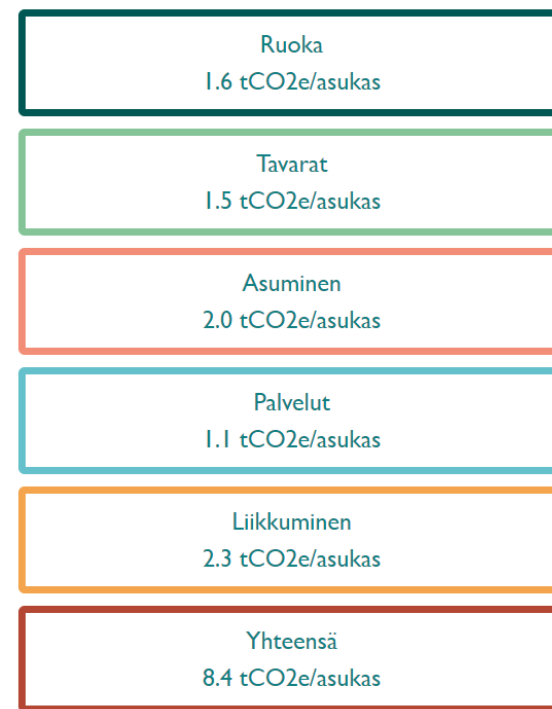 Ruoka
1.6 tCO2e/asukas
Tavarat
1.5 tCO2e/asukas
Asuminen
2.0 tCO2e/asukas
Palvelut
1.1 tCO2e/asukas
Liikkuminen
2.3 tCO2e/asukas
Yhteensä
8.4 tCO2e/asukas